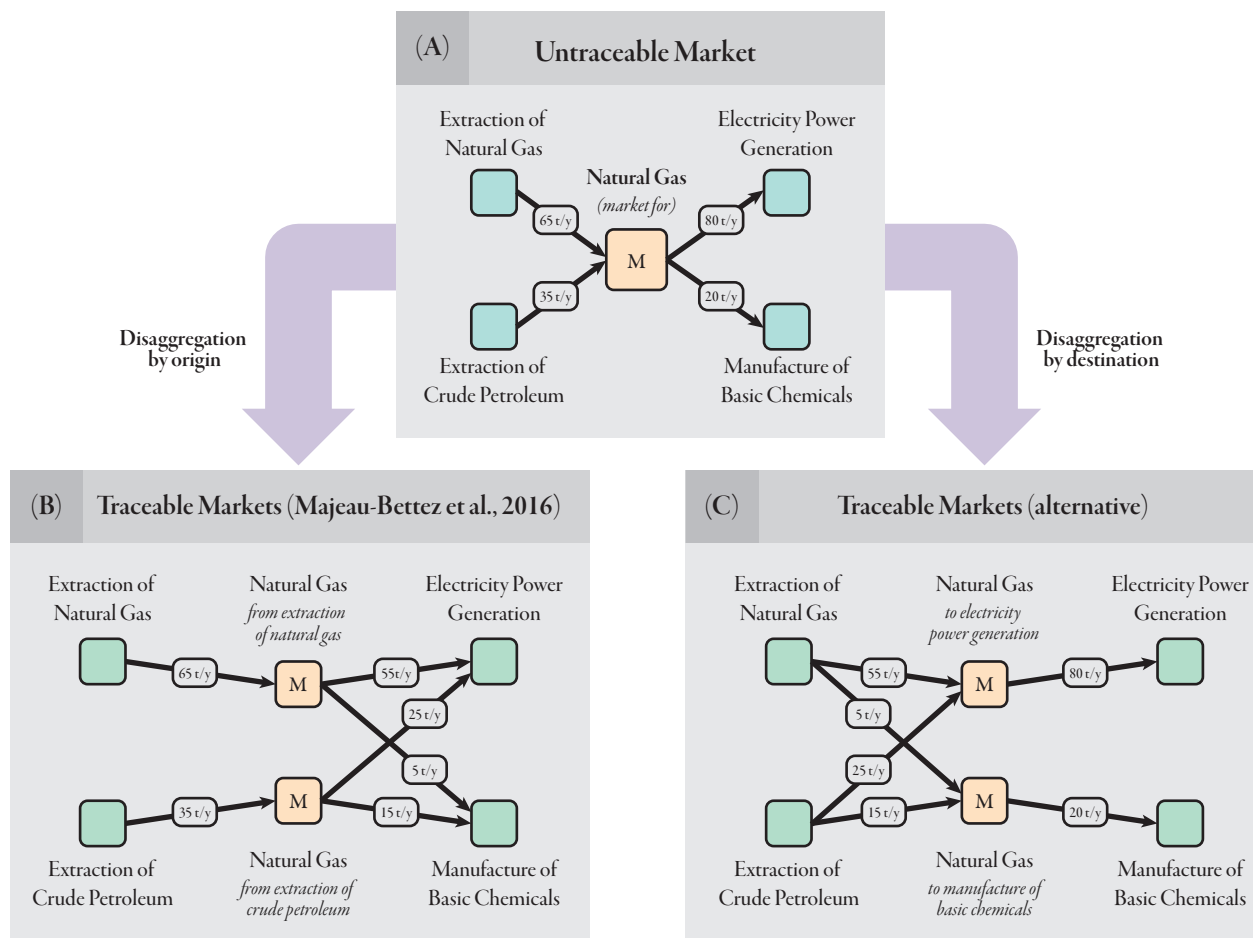 (A)
Untraceable Market
Extraction of
Natural Gas
Electricity Power
Generation
Natural Gas
(market for)
65 t/y
80 t/y
M
35 t/y
20 t/y
Extraction of
Crude Petroleum
Manufacture of
Basic Chemicals
Disaggregation
by origin
Disaggregation
by destination
(B)
Traceable Markets (Majeau-Bettez et al., 2016)
Extraction of
Natural Gas
Natural Gas
from extraction
of natural gas
Electricity Power
Generation
65 t/y
M
55t/y
25 t/y
5 t/y
35 t/y
M
15 t/y
Extraction of
Crude Petroleum
Natural Gas
from extraction of
crude petroleum
Manufacture of
Basic Chemicals
(C)
Traceable Markets (alternative)
Extraction of
Natural Gas
Natural Gas
to electricity
power generation
Electricity Power
Generation
55 t/y
M
80 t/y
5 t/y
25 t/y
15 t/y
M
20 t/y
Extraction of
Crude Petroleum
Natural Gas
to manufacture of
basic chemicals
Manufacture of
Basic Chemicals